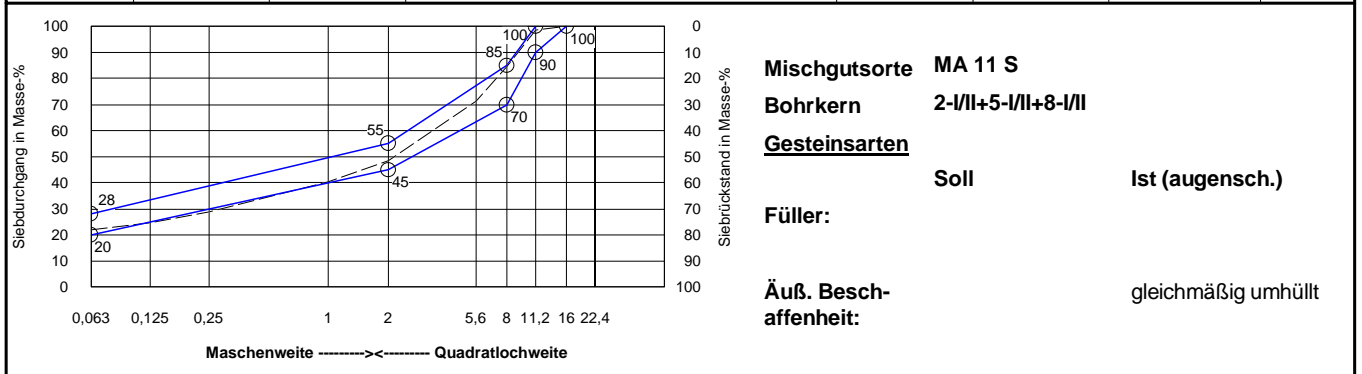 100 0
90 10
80 20
70 30
60 40
50 50
40 60
30 70
20 80
10 90
0 100
Siebdurchgang in Masse-%
Siebrückstand in Masse-%
28
20
55
45
85
70
100
90
100
0,063 0,125 0,25 1 2 5,6 8 11,2 16 22,4
Maschenweite --------->&lt;--------- Quadratlochweite
Mischgutsorte MA 11 S
Bohrkern 2-I/II+5-I/II+8-I/II
Gesteinsarten
Soll Ist (augensch.)
Füller:
Äuß. Besch- gleichmäßig umhüllt
affenheit: